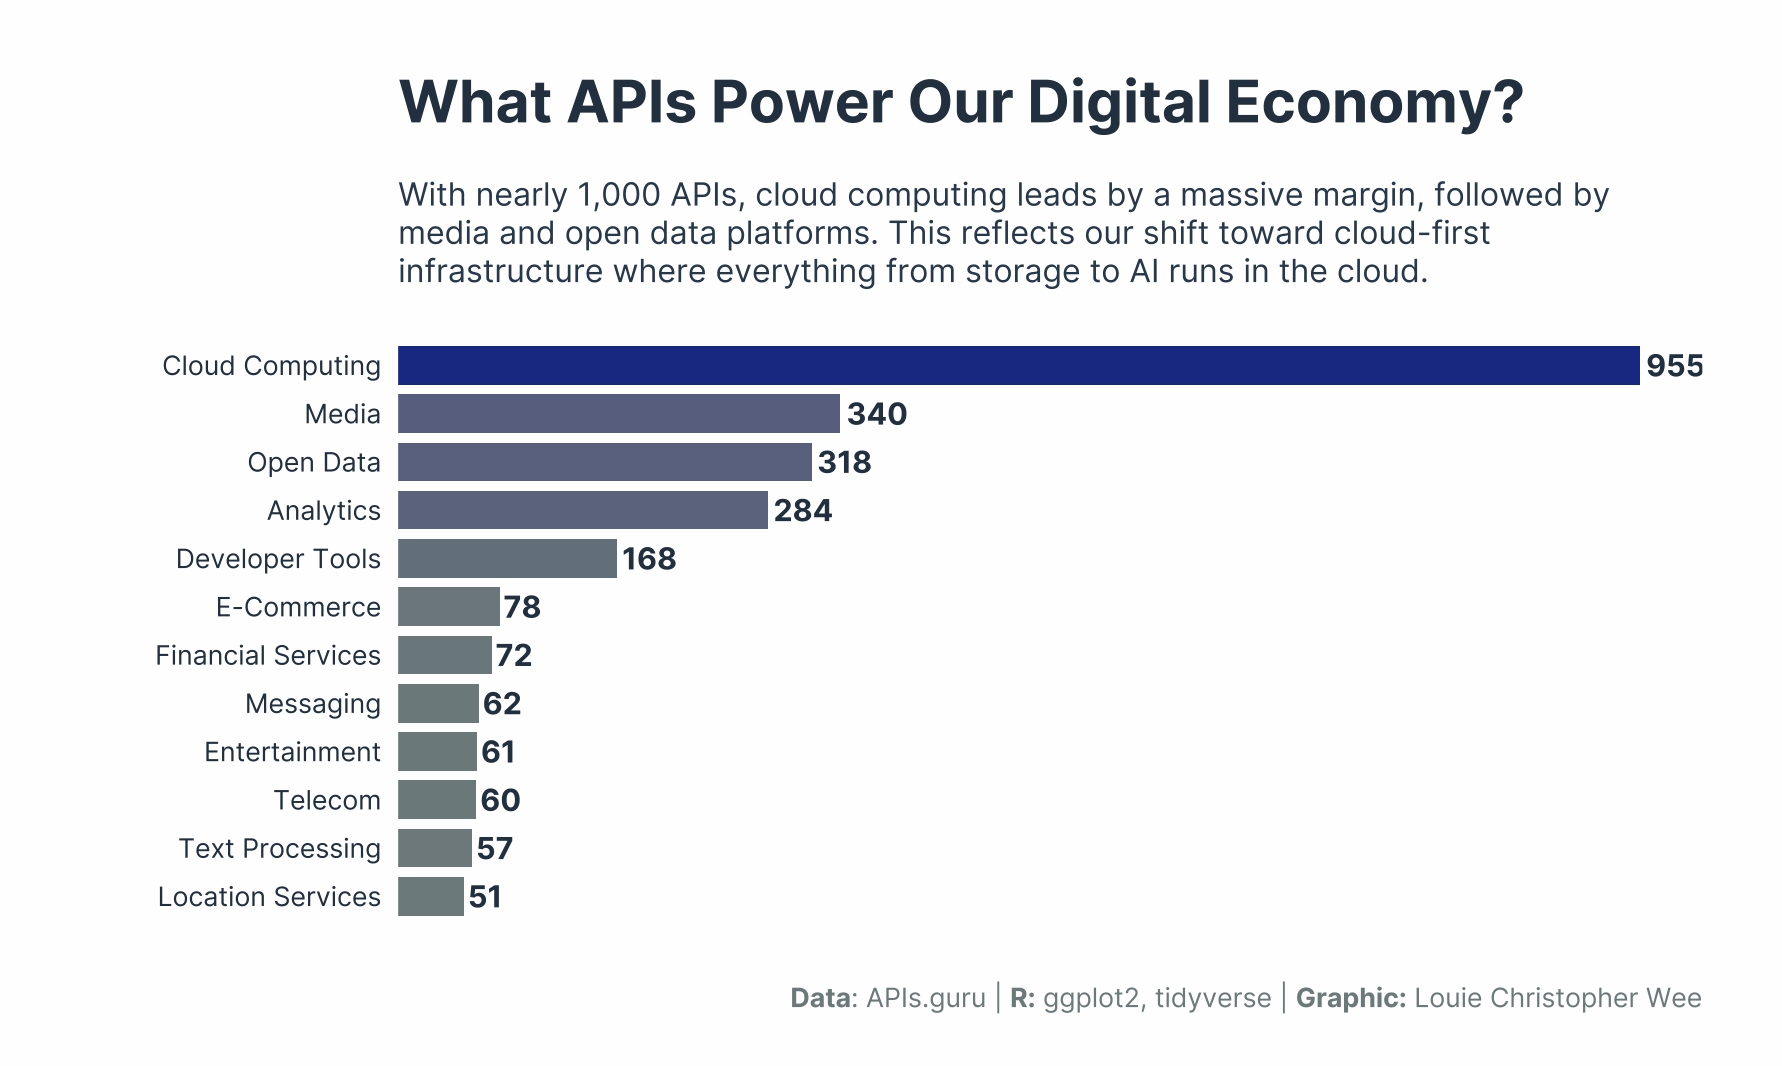 What APIs Power Our Digital Economy?
With nearly 1,000 APIs, cloud computing leads by a massive margin, followed by
media and open data platforms. This reflects our shift toward cloud-first
infrastructure where everything from storage to AI runs in the cloud.
Cloud Computing 955
Media 340
Open Data 318
Analytics 284
Developer Tools 168
E-Commerce 78
Financial Services 72
Messaging 62
Entertainment 61
Telecom 60
Text Processing 57
Location Services 51
Data: APIs.guru | R: ggplot2, tidyverse | Graphic: Louie Christopher Wee